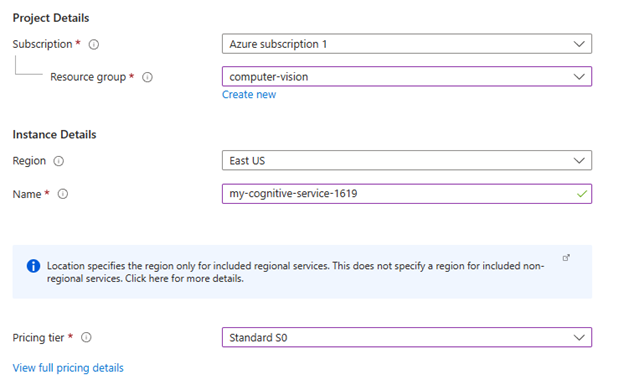 Project Details
Subscription * Azure subscription 1
Resource group * computer-vision
Create new
Instance Details
Region East US
Name * my-cognitive-service-1619
Location specifies the region only for included regional services. This does not specify a region for included non-
regional services. Click here for more details.
Pricing tier * Standard S0
View full pricing details